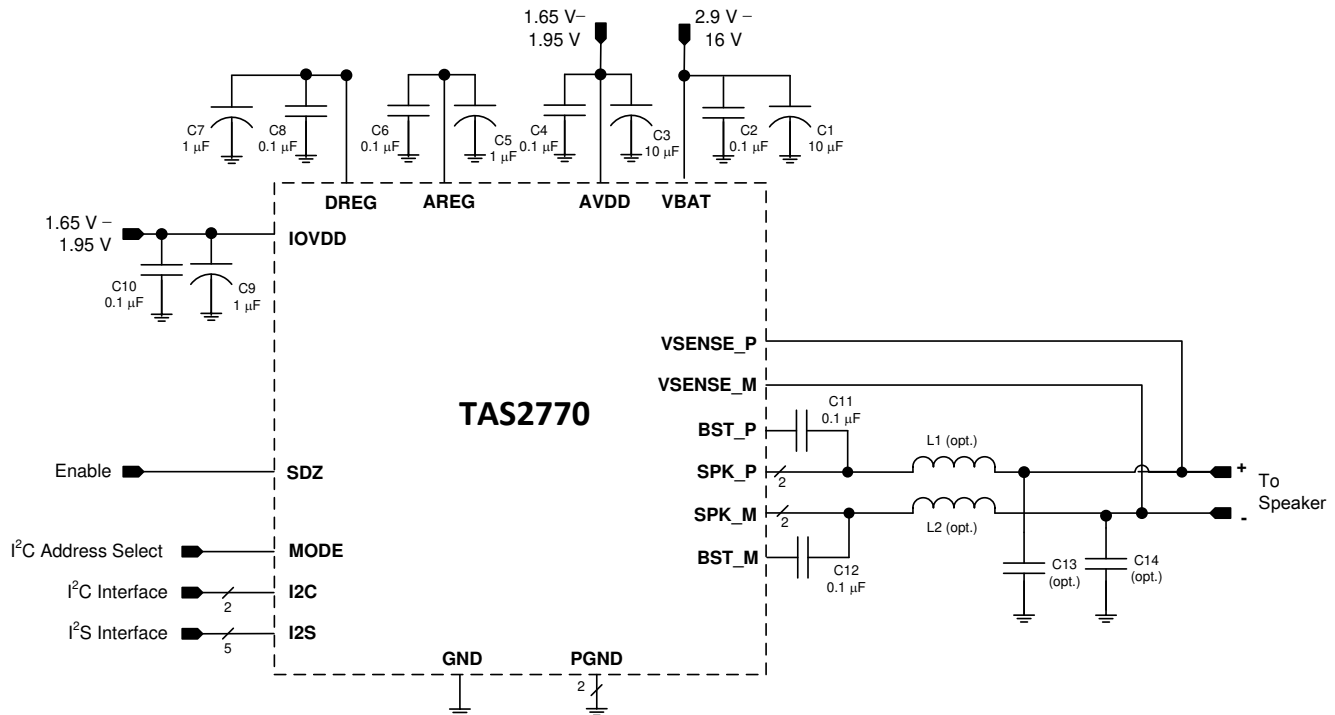 1.65 V–
1.95 V
2.9 V –
16 V
C7
1 μF
C8
0.1 μF
C6
0.1 μF
C5
1 μF
C4
0.1 μF
C3
10 μF
C2
0.1 μF
C1
10 μF
DREG
AREG
AVDD
VBAT
1.65 V –
1.95 V
IOVDD
C10
0.1 μF
C9
1 μF
VSENSE_P
VSENSE_M
TAS2770
C11
0.1 μF
BST_P
L1 (opt.)
Enable
SDZ
SPK_P
2
+
To
Speaker
SPK_M
2
L2 (opt.)
-
I²C Address Select
MODE
BST_M
C12
0.1 μF
C13
(opt.)
C14
(opt.)
I²C Interface
2
I2C
I²S Interface
5
I2S
GND
PGND
2